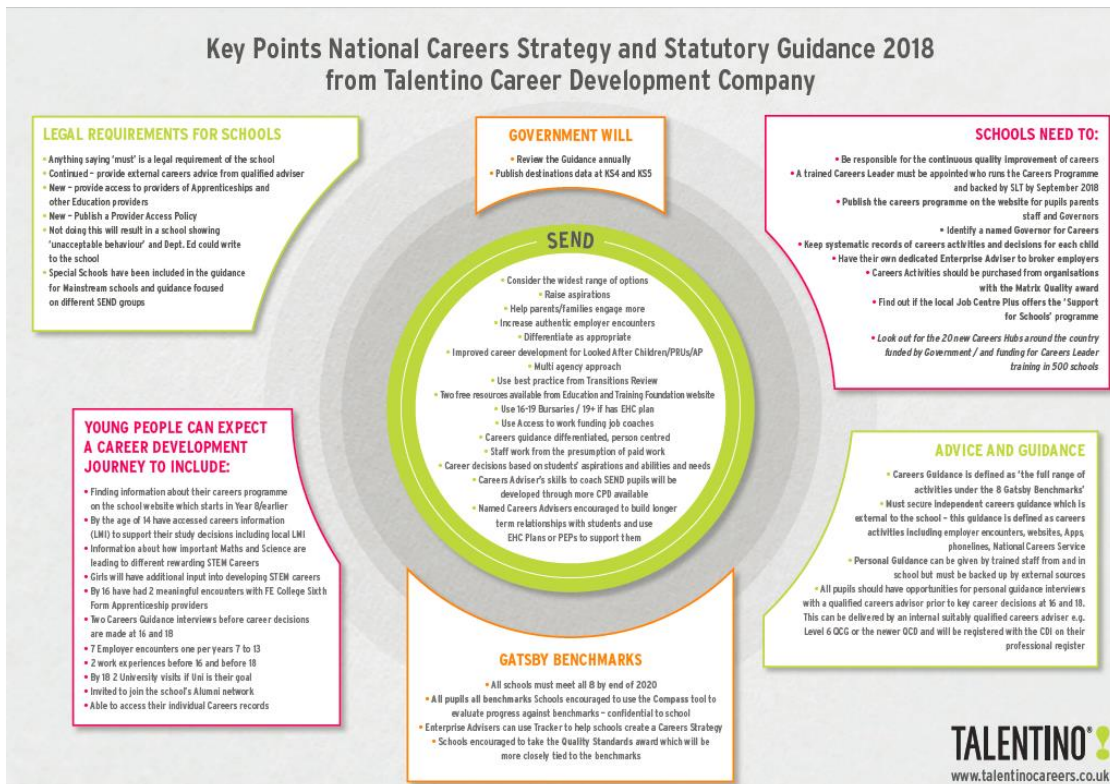 Key Points National Careers Strategy and Statutory Guidance 2018
from Talentino Career Development Company
LEGAL REQUIREMENTS FOR SCHOOLS
• Anything saying 'must' is a legal requirement of the school
• Continued – provide external careers advice from qualified adviser
• New – provide access to providers of Apprenticeships and
other Education providers
• New – Publish a Provider Access Policy
• Not doing this will result in a school showing
'unacceptable behaviour' and Dept. Ed could write
to the school
• Special Schools have been included in the guidance
for Mainstream schools and guidance focused
on different SEND groups
GOVERNMENT WILL
• Review the Guidance annually
• Publish destinations data at KS4 and KS5
SCHOOLS NEED TO:
• Be responsible for the continuous quality improvement of careers
• A trained Careers Leader must be appointed who runs the Careers Programme
and backed by SLT by September 2018
• Publish the careers programme on the website for pupils parents
staff and Governors
• Identify a named Governor for Careers
• Keep systematic records of careers activities and decisions for each child
• Have their own dedicated Enterprise Adviser to broker employers
• Careers Activities should be purchased from organisations
with the Matrix Quality award
• Find out if the local Job Centre Plus offers the 'Support
for Schools' programme
• Look out for the 20 new Careers Hubs around the country
funded by Government / and funding for Careers Leader
training in 500 schools
SEND
• Consider the widest range of options
• Raise aspirations
• Help parents/families engage more
• Increase authentic employer encounters
• Differentiate as appropriate
• Improved career development for Looked After Children/PRUs/AP
• Multi agency approach
• Use best practice from Transitions Review
• Two free resources available from Education and Training Foundation website
• Use 16-19 Bursaries / 19+ if has EHC plan
• Use Access to work funding job coaches
• Careers guidance differentiated, person centred
• Staff work from the presumption of paid work
• Career decisions based on students' aspirations and abilities and needs
• Careers Adviser's skills to coach SEND pupils will be
developed through more CPD available
• Named Careers Advisers encouraged to build longer
term relationships with students and use
EHC Plans or PEPs to support them
YOUNG PEOPLE CAN EXPECT
A CAREER DEVELOPMENT
JOURNEY TO INCLUDE:
• Finding information about their careers programme
on the school website which starts in Year 8/earlier
• By the age of 14 have accessed careers information
(LMI) to support their study decisions including local LMI
• Information about how important Maths and Science are
leading to different rewarding STEM Careers
• Girls will have additional input into developing STEM careers
• By 16 have had 2 meaningful encounters with FE College Sixth
Form Apprenticeship providers
• Two Careers Guidance interviews before career decisions
are made at 16 and 18
• 7 Employer encounters one per years 7 to 13
• 2 work experiences before 16 and before 18
• By 18 2 University visits if Uni is their goal
• Invited to join the school's Alumni network
• Able to access their individual Careers records
ADVICE AND GUIDANCE
• Careers Guidance is defined as 'the full range of
activities under the 8 Gatsby Benchmarks'
• Must secure independent careers guidance which is
external to the school – this guidance is defined as careers
activities including employer encounters, websites, Apps,
phonelines, National Careers Service
• Personal Guidance can be given by trained staff from and in
school but must be backed up by external sources
• All pupils should have opportunities for personal guidance interviews
with a qualified careers advisor prior to key career decisions at 16 and 18.
This can be delivered by an internal suitably qualified careers adviser e.g.
Level 6 QCG or the newer QCD and will be registered with the CDI on their
professional register
GATSBY BENCHMARKS
• All schools must meet all 8 by end of 2020
• All pupils all benchmarks Schools encouraged to use the Compass tool to
evaluate progress against benchmarks – confidential to school
• Enterprise Advisers can use Tracker to help schools create a Careers Strategy
• Schools encouraged to take the Quality Standards award which will be
more closely tied to the benchmarks
TALENTINO®!
www.talentinocareers.co.uk